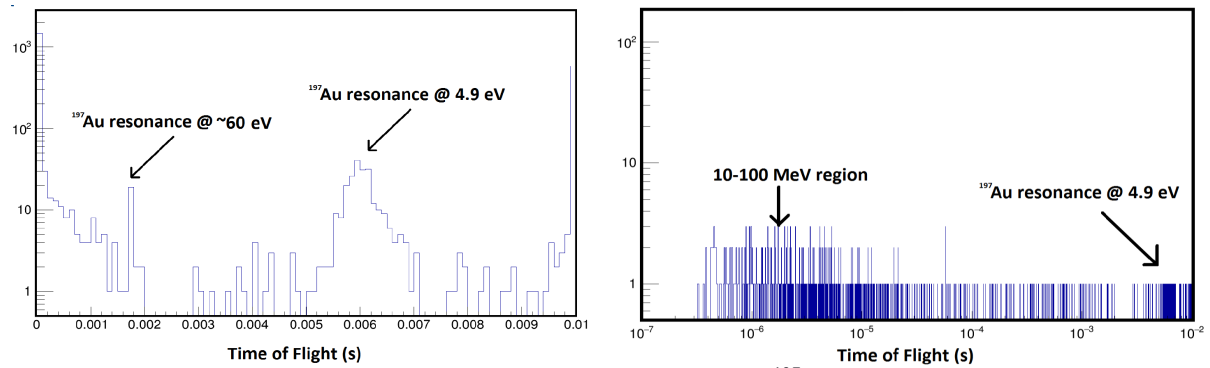 10³
10²
10
1
¹⁹⁷Au resonance @ ~60 eV
¹⁹⁷Au resonance @ 4.9 eV
0 0.001 0.002 0.003 0.004 0.005 0.006 0.007 0.008 0.009 0.01
Time of Flight (s)
10²
10
1
10-100 MeV region
¹⁹⁷Au resonance @ 4.9 eV
10⁻⁷ 10⁻⁶ 10⁻⁵ 10⁻⁴ 10⁻³ 10⁻²
Time of Flight (s)